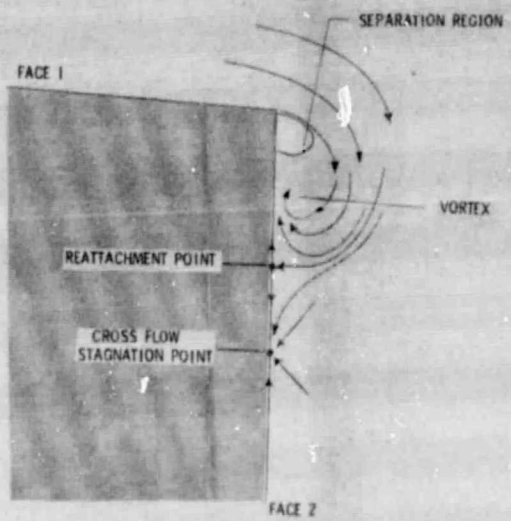 SEPARATION REGION
FACE 1
VORTEX
REATTACHMENT POINT
CROSS FLOW
STAGNATION POINT
FACE 2